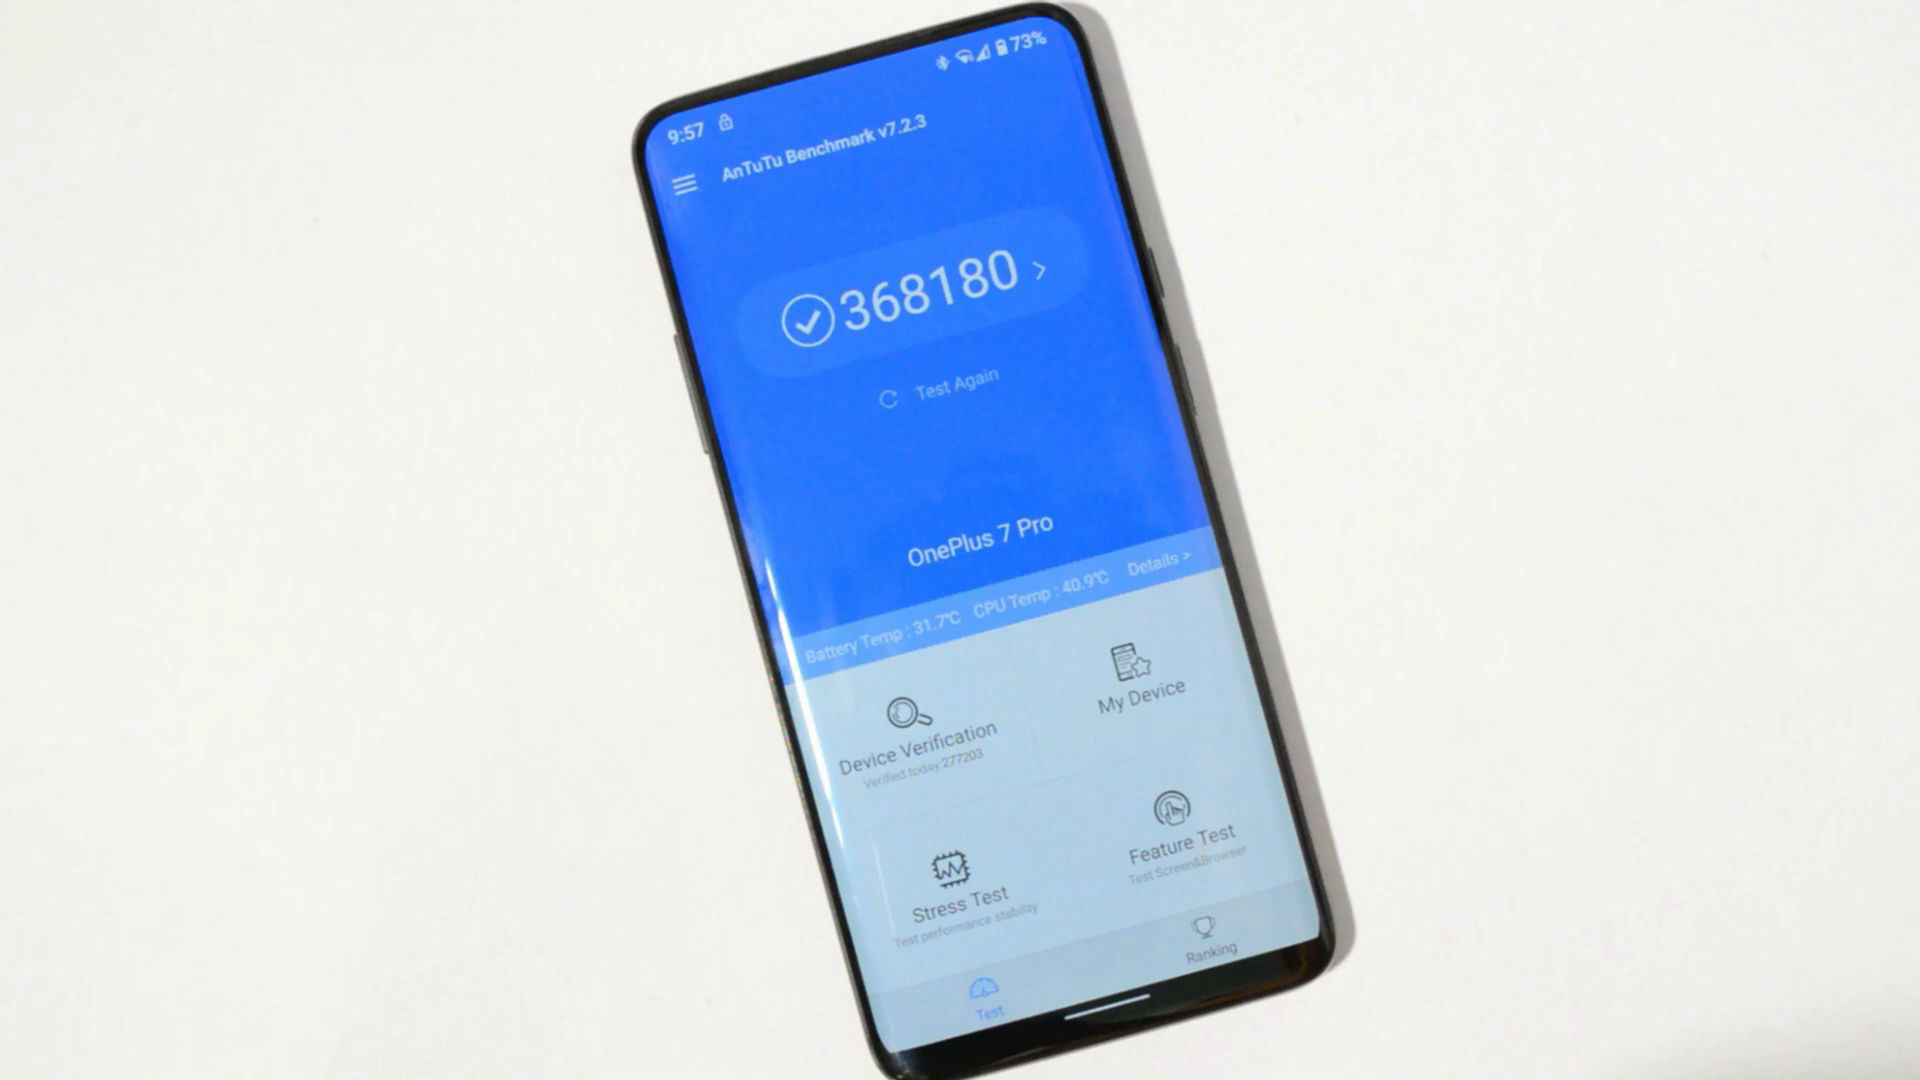 9:57
73%
AnTuTu Benchmark v7.2.3
368180 >
Test Again
OnePlus 7 Pro
Battery Temp : 31.7℃ CPU Temp : 40.9℃ Details >
Device Verification
Verified today:277203
My Device
Stress Test
Test performance stability
Feature Test
Test Screen&Browser
Test
Ranking